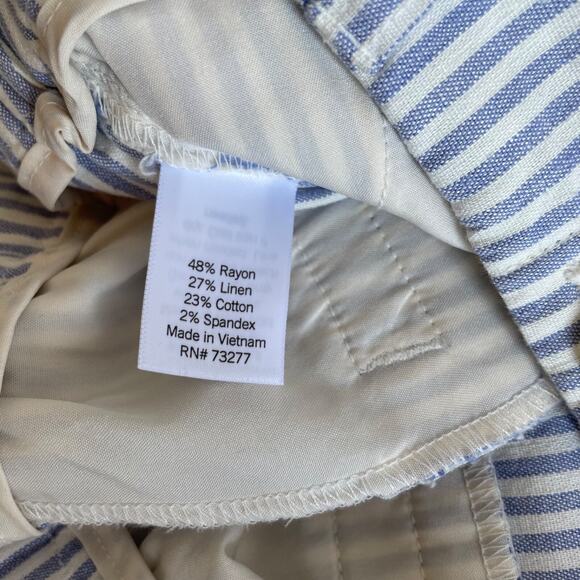 48% Rayon
27% Linen
23% Cotton
2% Spandex
Made in Vietnam
RN# 73277